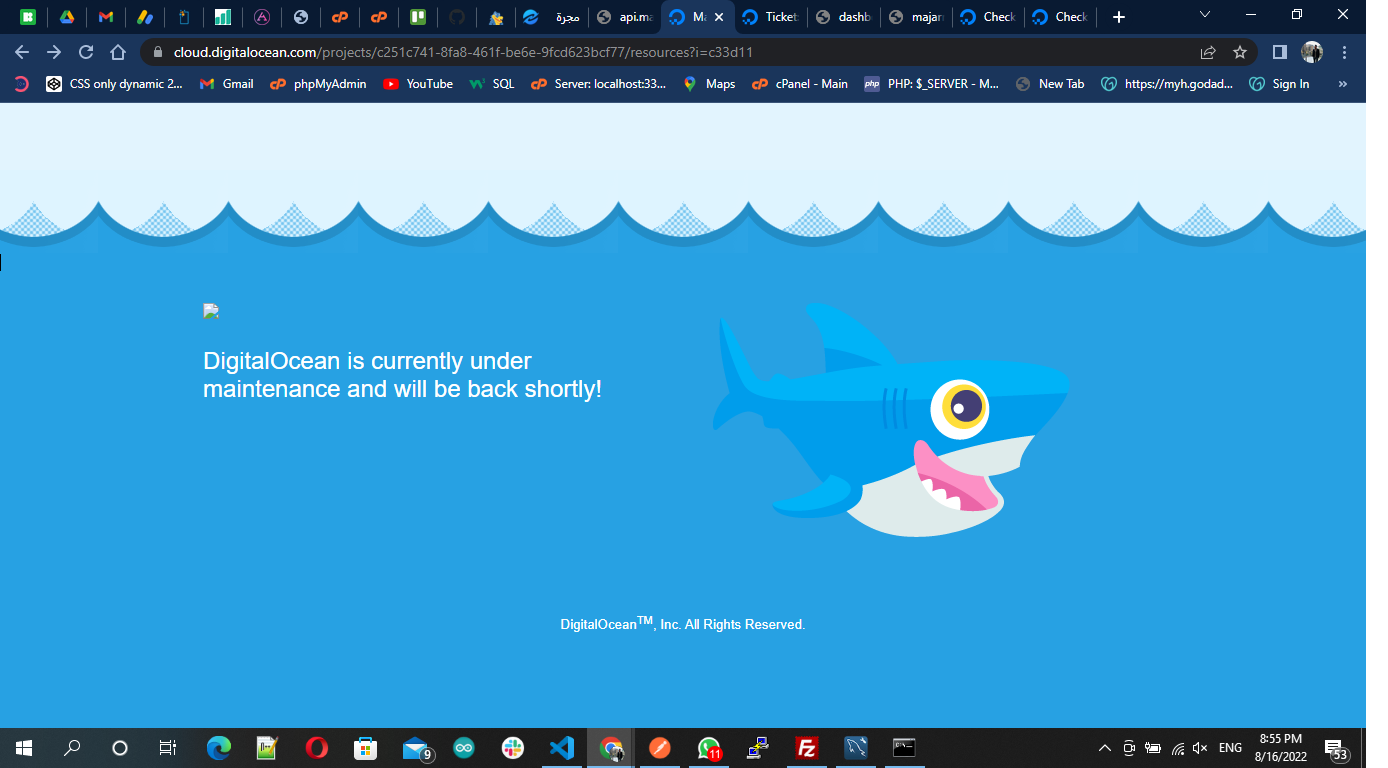 Ma
Ticket:
dashb
majarr
Check
Check
مجرة
api.ma
cloud.digitalocean.com/projects/c251c741-8fa8-461f-be6e-9fcd623bcf77/resources?i=c33d11
CSS only dynamic 2...
Gmail
phpMyAdmin
YouTube
SQL
Server: localhost:33...
Maps
cPanel - Main
php
PHP: $_SERVER - M...
New Tab
https://myh.godad...
Sign In
»
DigitalOcean is currently under
maintenance and will be back shortly!
DigitalOcean™, Inc. All Rights Reserved.
9
11
ENG
8:55 PM
8/16/2022
53